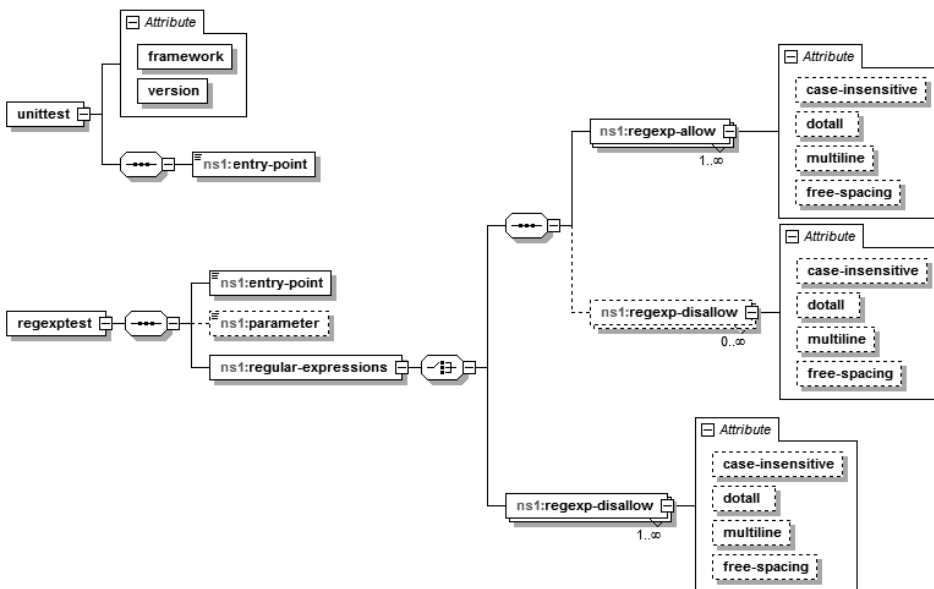 Attribute
framework
version
unittest
ns1:entry-point
Attribute
case-insensitive
dotall
multiline
free-spacing
ns1:regexp-allow
1..∞
regexptest
ns1:entry-point
ns1:parameter
ns1:regular-expressions
Attribute
case-insensitive
dotall
multiline
free-spacing
ns1:regexp-disallow
0..∞
Attribute
case-insensitive
dotall
multiline
free-spacing
ns1:regexp-disallow
1..∞